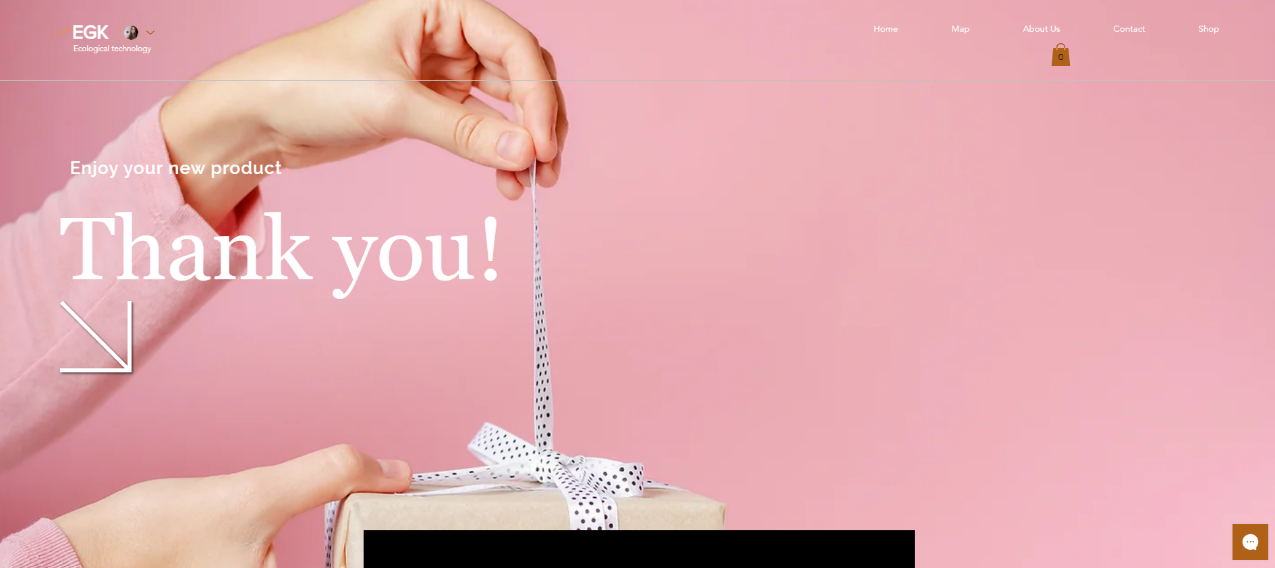 EGK
Ecological technology
Home
Map
About Us
Contact
Shop
0
Enjoy your new product
Thank you!